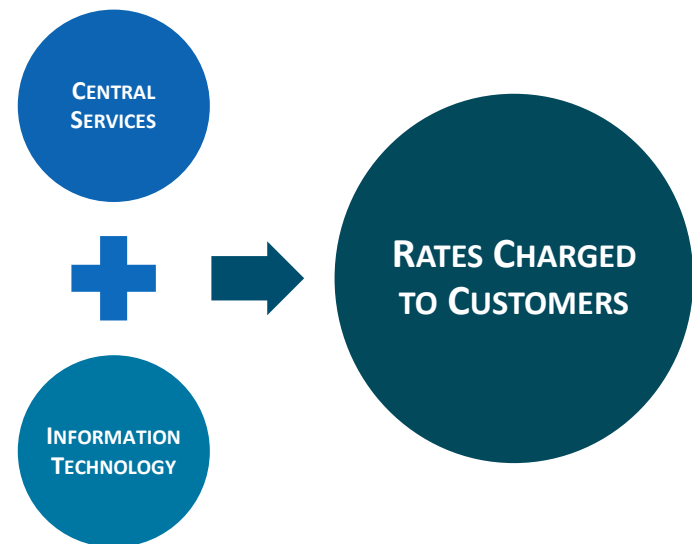 CENTRAL
SERVICES
RATES CHARGED
TO CUSTOMERS
INFORMATION
TECHNOLOGY